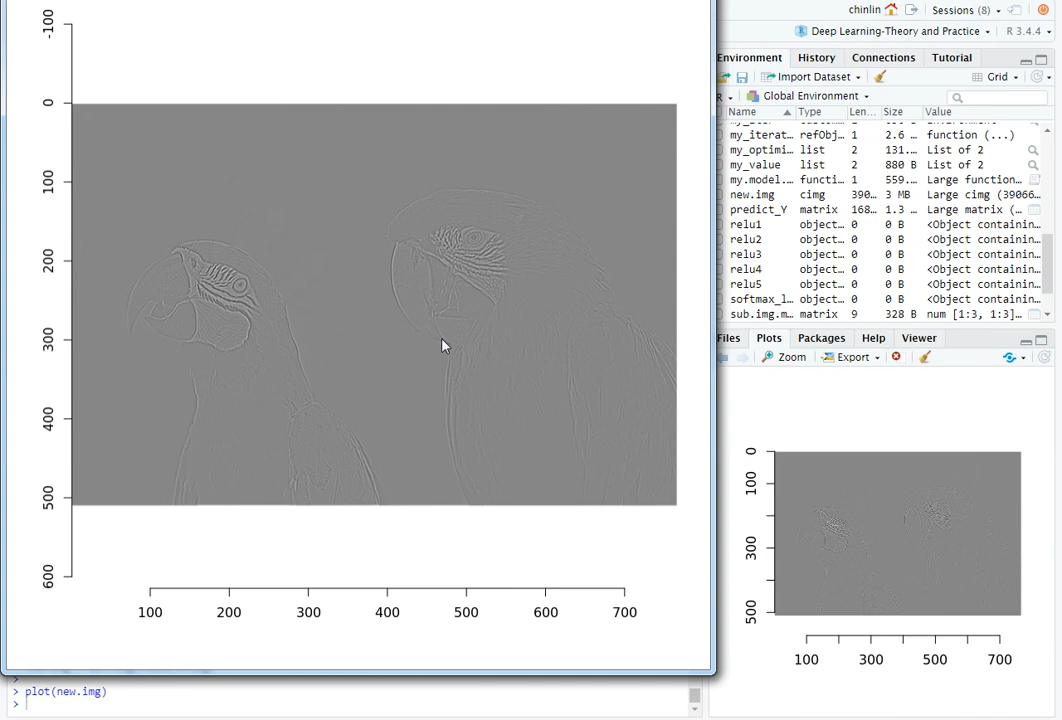 -100
0
100
200
300
400
500
600
100 200 300 400 500 600 700
> 
> plot(new.img)
>
chinlin
Sessions (8)
Deep Learning-Theory and Practice
R 3.4.4
Environment History Connections Tutorial
Import Dataset
Grid
R
Global Environment
Name Type Len... Size Value
my_iterat... refObj... 1 2.6 ... function (...)
my_optimi... list 2 131.... List of 2
my_value list 2 880 B List of 2
my.model.... functi... 1 559.... Large function...
new.img cimg 390... 3 MB Large cimg (39066...
predict_Y matrix 168... 1.3 ... Large matrix (...
relu1 object... 0 0 B <Object containin...
relu2 object... 0 0 B <Object containin...
relu3 object... 0 0 B <Object containin...
relu4 object... 0 0 B <Object containin...
relu5 object... 0 0 B <Object containin...
softmax_l... object... 0 0 B <Object containin...
sub.img.m... matrix 9 328 B num [1:3, 1:3]...
Files Plots Packages Help Viewer
Zoom Export
0
100
300
500
100 300 500 700